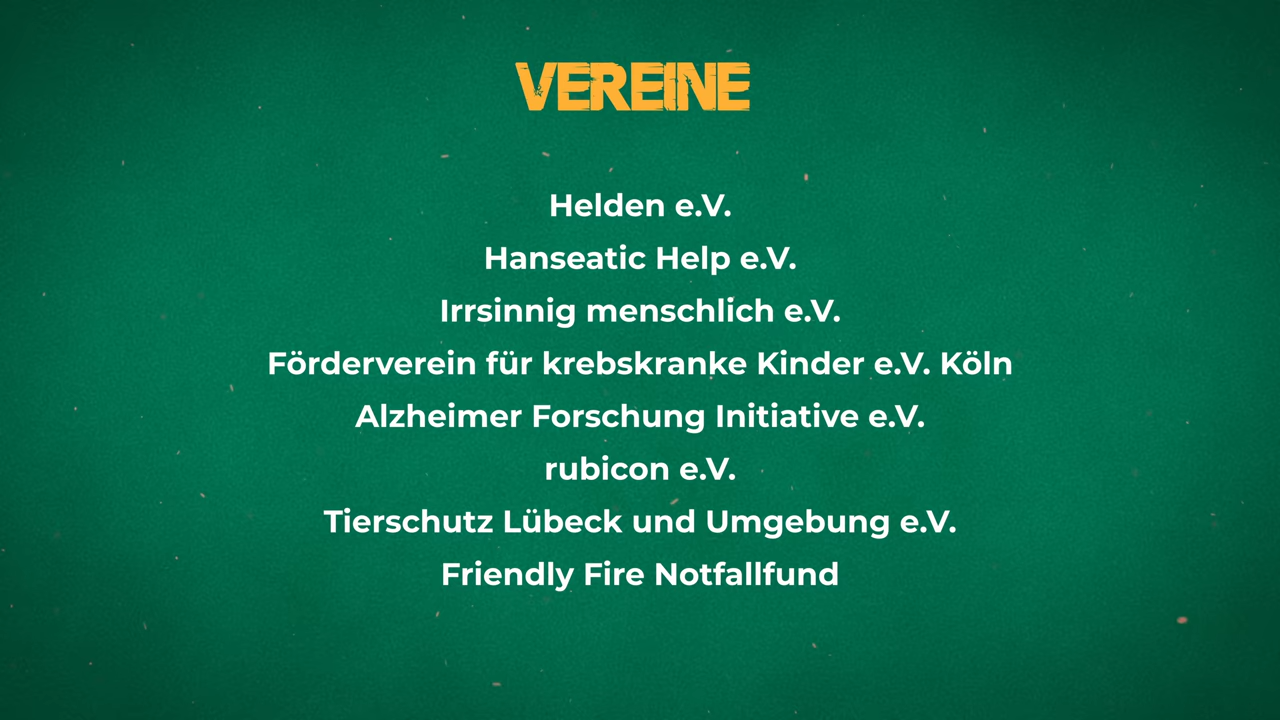 VEREINE
Helden e.V.
Hanseatic Help e.V.
Irrsinnig menschlich e.V.
Förderverein für krebskranke Kinder e.V. Köln
Alzheimer Forschung Initiative e.V.
rubicon e.V.
Tierschutz Lübeck und Umgebung e.V.
Friendly Fire Notfallfund